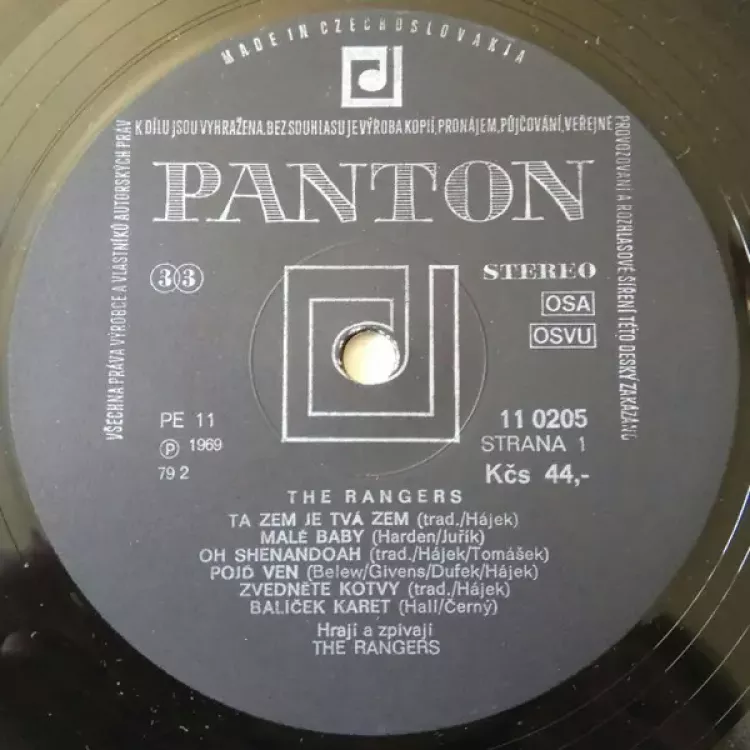 MADE IN CZECHOSLOVAKIA
VŠECHNA PRÁVA VÝROBCE A VLASTNÍKŮ AUTORSKÝCH PRÁV
K DÍLU JSOU VYHRAŽENA. BEZ SOUHLASU JE VÝROBA KOPIÍ, PRONÁJEM, PŮJČOVÁNÍ, VEŘEJNÉ
PROVOZOVÁNÍ A ROZHLASOVÉ ŠÍŘENÍ TÉTO DESKY ZAKÁZÁNO
PANTON
33
STEREO
OSA
OSVU
PE 11
℗ 1969
79 2
11 0205
STRANA 1
Kčs 44,-
THE RANGERS
TA ZEM JE TVÁ ZEM (trad./Hájek)
MALÉ BABY (Harden/Juřík)
OH SHENANDOAH (trad./Hájek/Tomášek)
POJĎ VEN (Belew/Givens/Dufek/Hájek)
ZVEDNĚTE KOTVY (trad./Hájek)
BALÍČEK KARET (Hall/Černý)
Hrají a zpívají
THE RANGERS